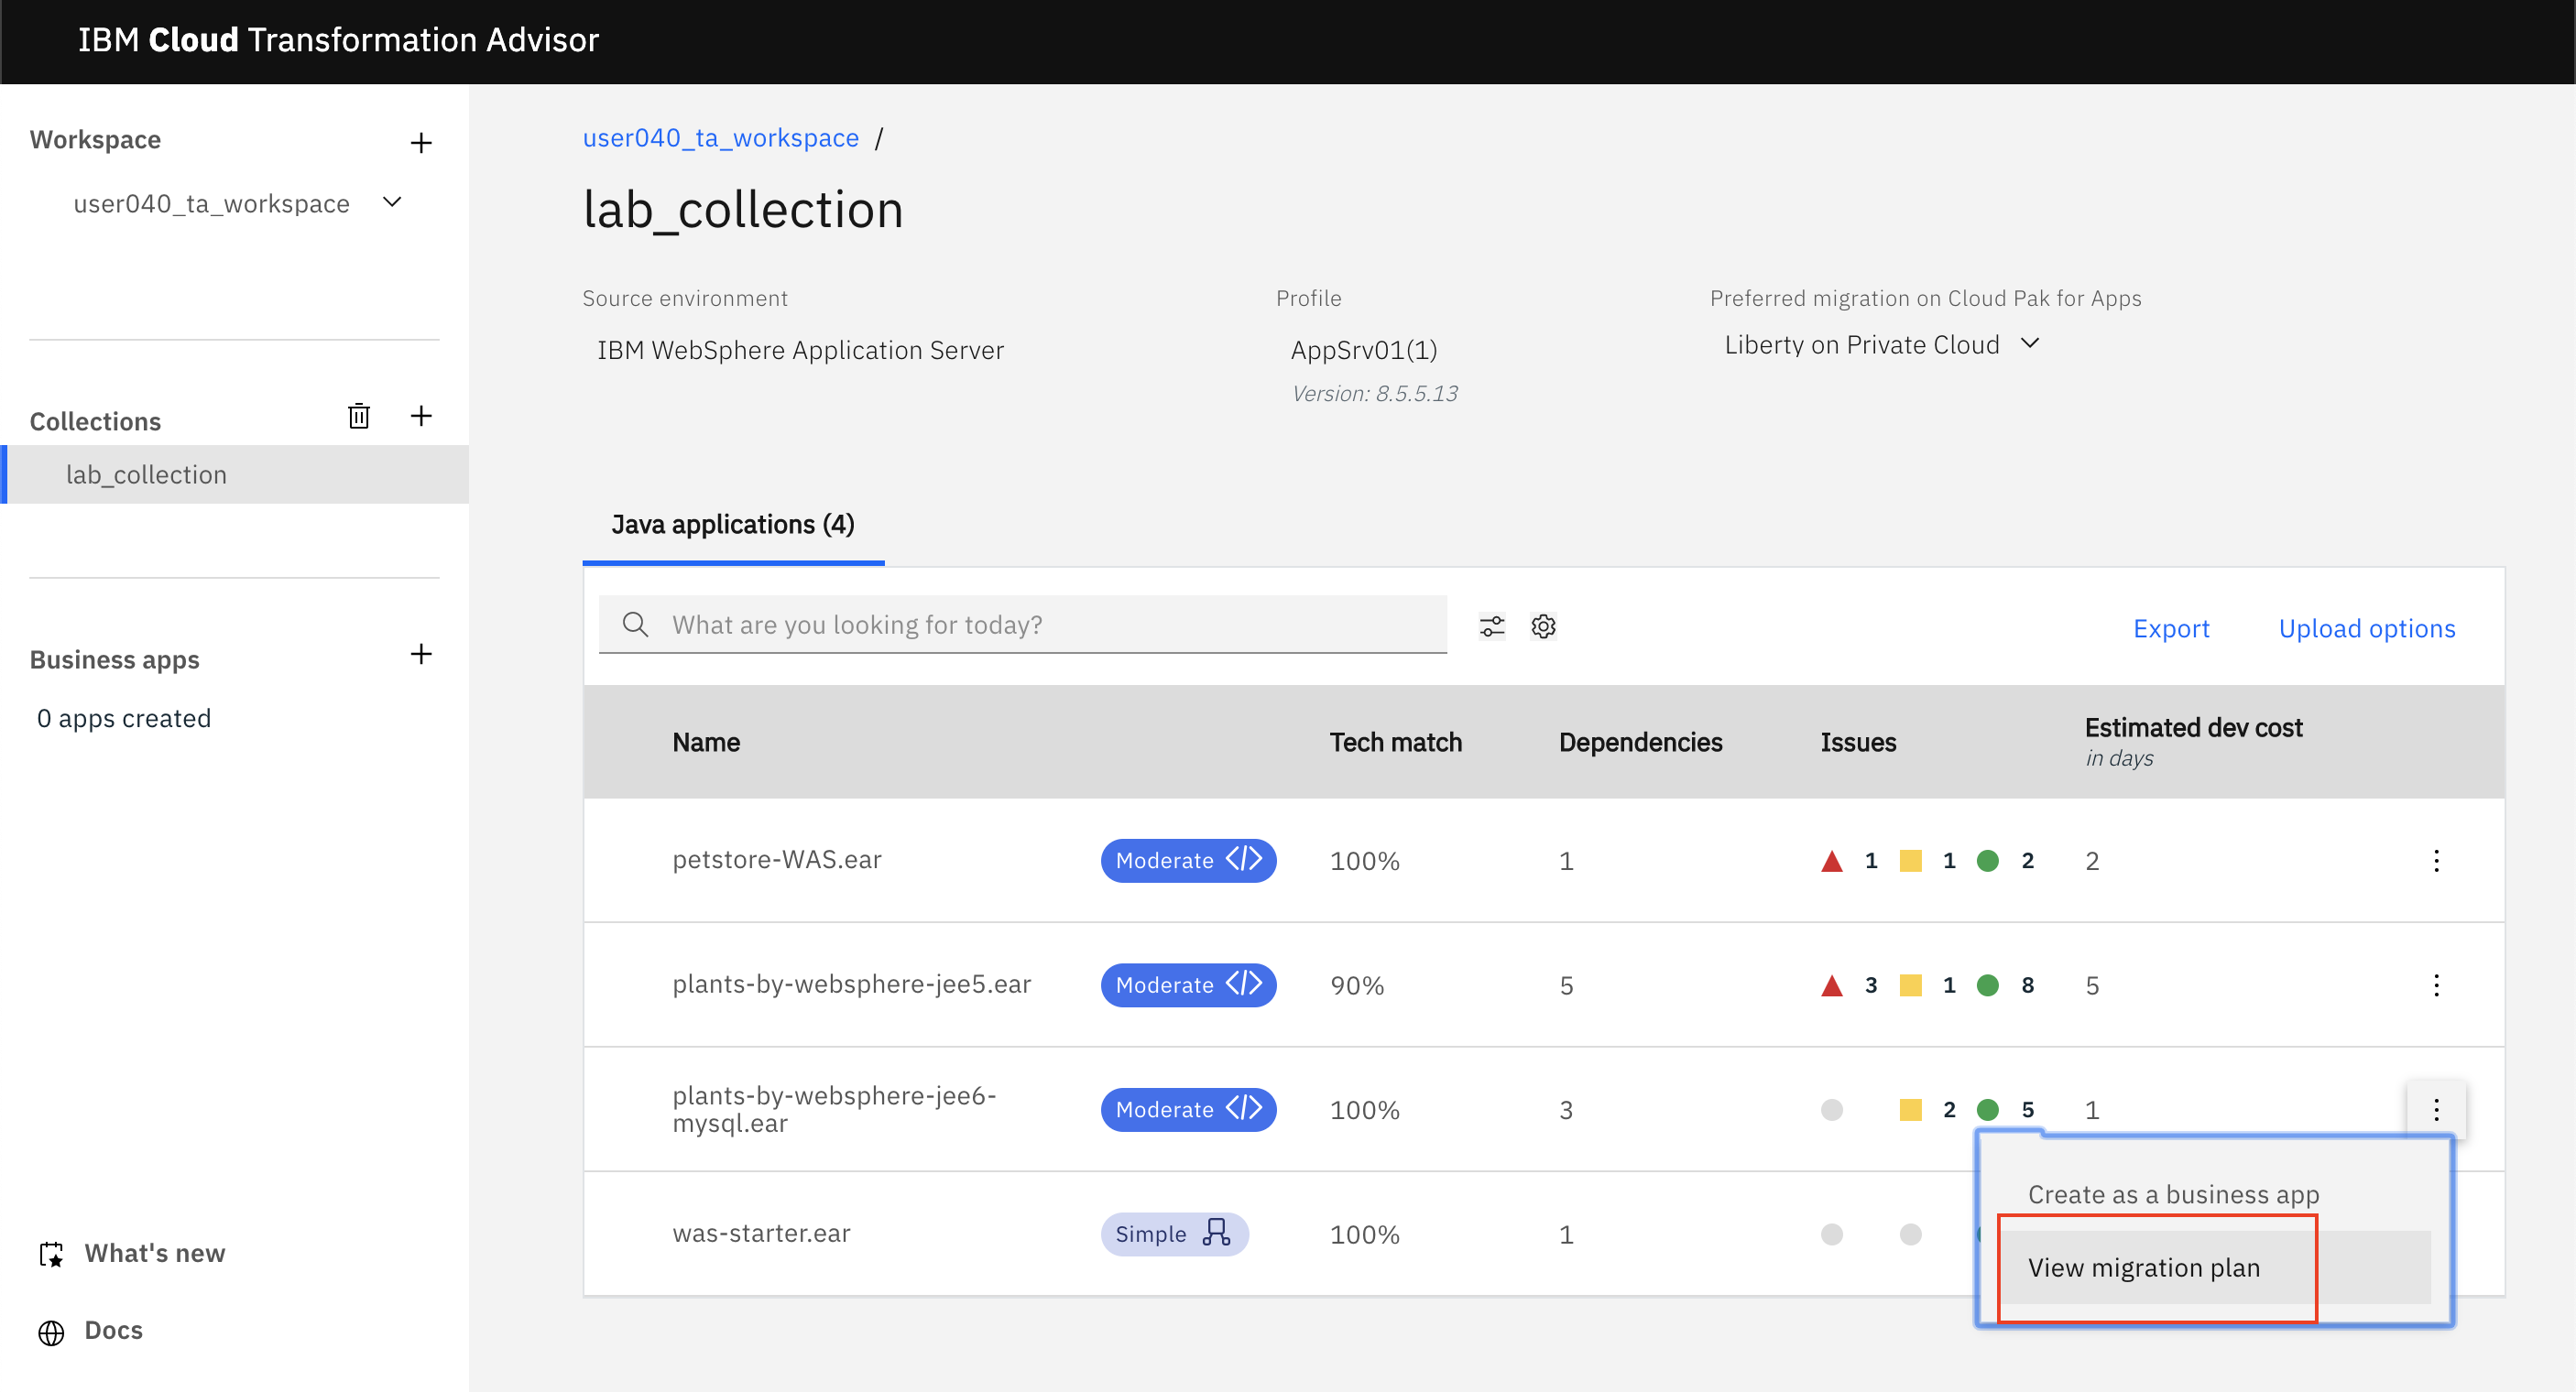 IBM Cloud Transformation Advisor
Workspace
user040_ta_workspace
Collections
lab_collection
Business apps
0 apps created
What's new
Docs
user040_ta_workspace /
lab_collection
Source environment
IBM WebSphere Application Server
Profile
AppSrv01(1)
Version: 8.5.5.13
Preferred migration on Cloud Pak for Apps
Liberty on Private Cloud
Java applications (4)
What are you looking for today?
Export Upload options
Name Tech match Dependencies Issues Estimated dev cost
in days
petstore-WAS.ear Moderate 100% 1 1 1 2 2
plants-by-websphere-jee5.ear Moderate 90% 5 3 1 8 5
plants-by-websphere-jee6-
mysql.ear Moderate 100% 3 2 5 1
was-starter.ear Simple 100% 1
Create as a business app
View migration plan